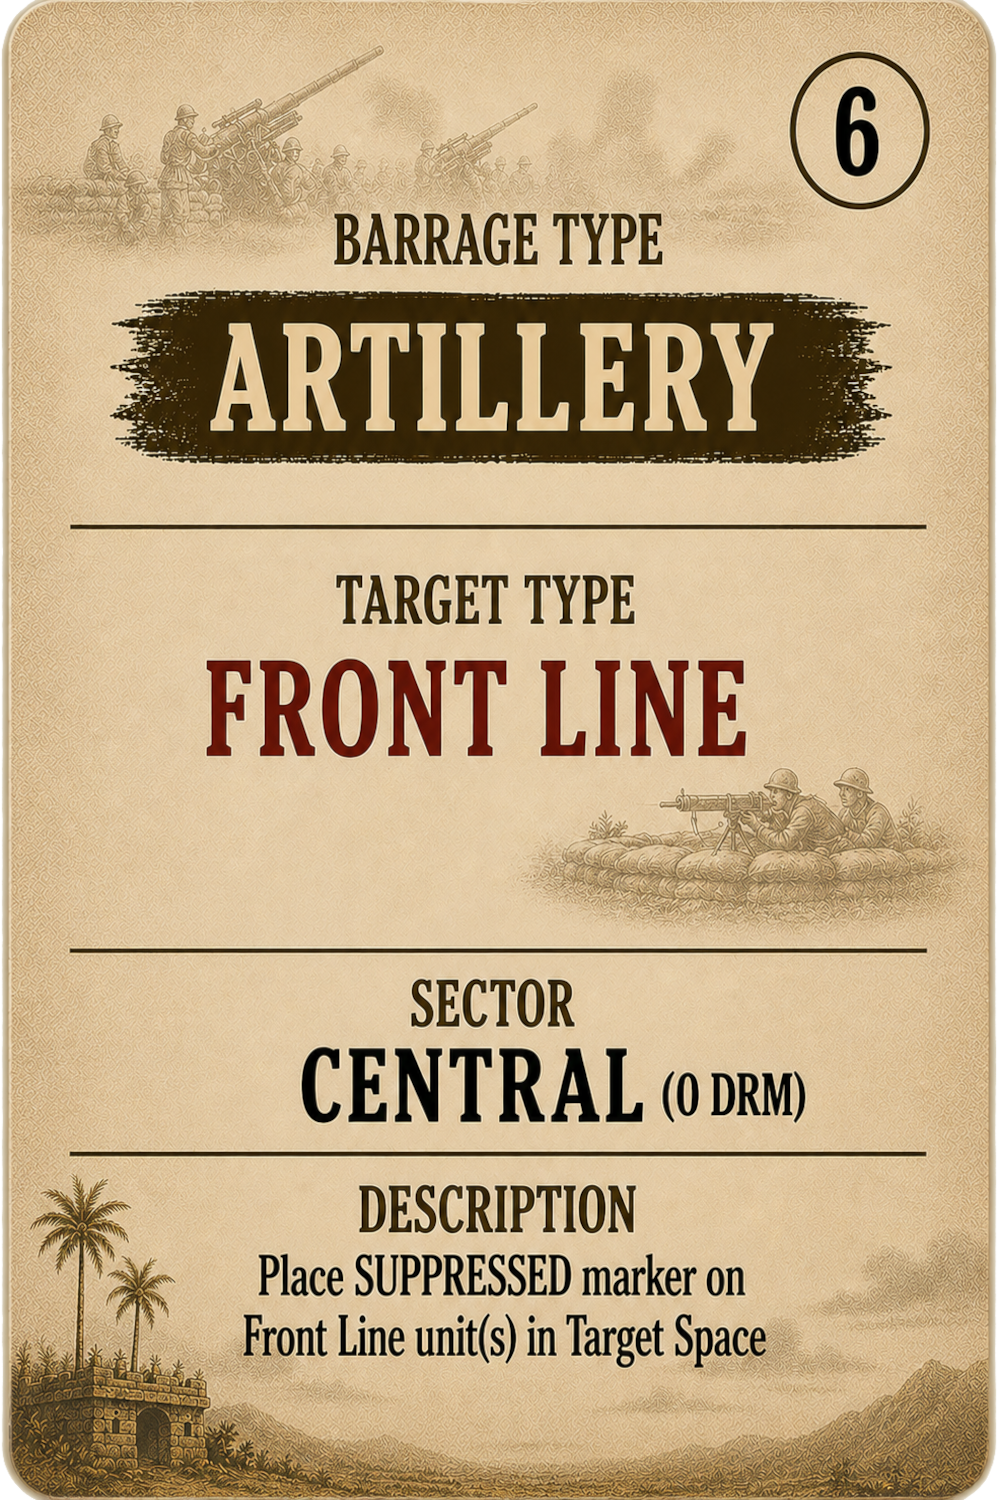 6
BARRAGE TYPE
ARTILLERY
TARGET TYPE
FRONT LINE
SECTOR
CENTRAL (0 DRM)
DESCRIPTION
Place SUPPRESSED marker on
Front Line unit(s) in Target Space